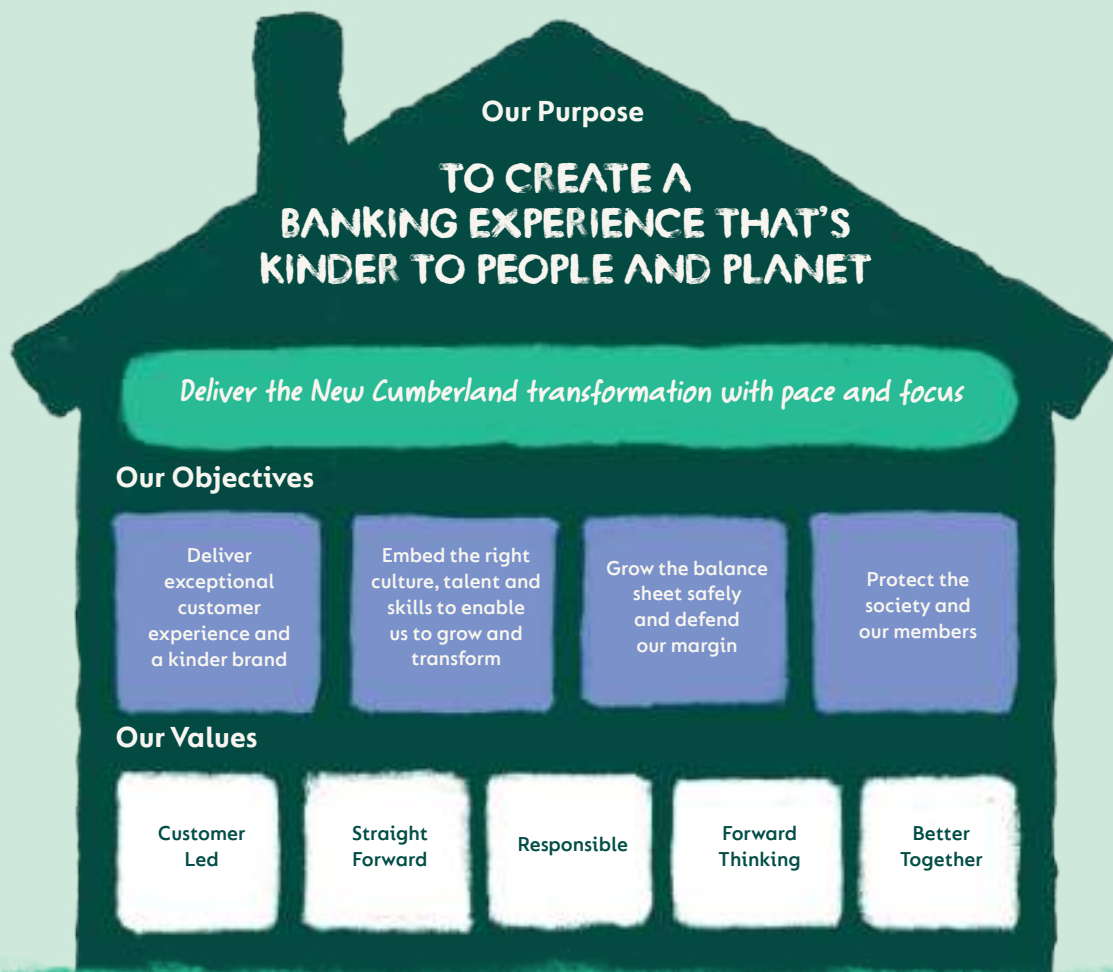 Our Purpose
TO CREATE A
BANKING EXPERIENCE THAT'S
KINDER TO PEOPLE AND PLANET
Deliver the New Cumberland transformation with pace and focus
Our Objectives
Deliver
exceptional
customer
experience and
a kinder brand
Embed the right
culture, talent and
skills to enable
us to grow and
transform
Grow the balance
sheet safely
and defend
our margin
Protect the
society and
our members
Our Values
Customer
Led
Straight
Forward
Responsible
Forward
Thinking
Better
Together